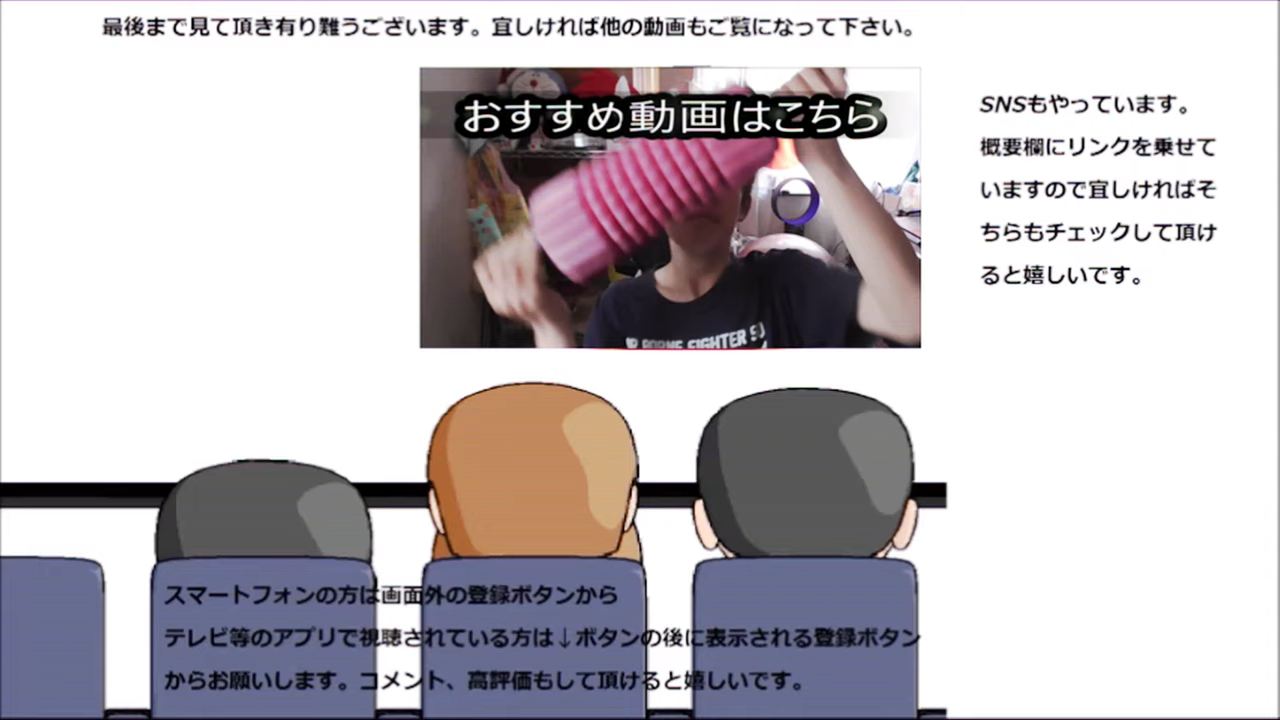 最後まで見て頂き有り難うございます。宜しければ他の動画もご覧になって下さい。
おすすめ動画はこちら
SNSもやっています。
概要欄にリンクを乗せて
いますので宜しければそ
ちらもチェックして頂け
ると嬉しいです。
FIGHTER
スマートフォンの方は画面外の登録ボタンから
テレビ等のアプリで視聴されている方は↓ボタンの後に表示される登録ボタン
からお願いします。コメント、高評価もして頂けると嬉しいです。